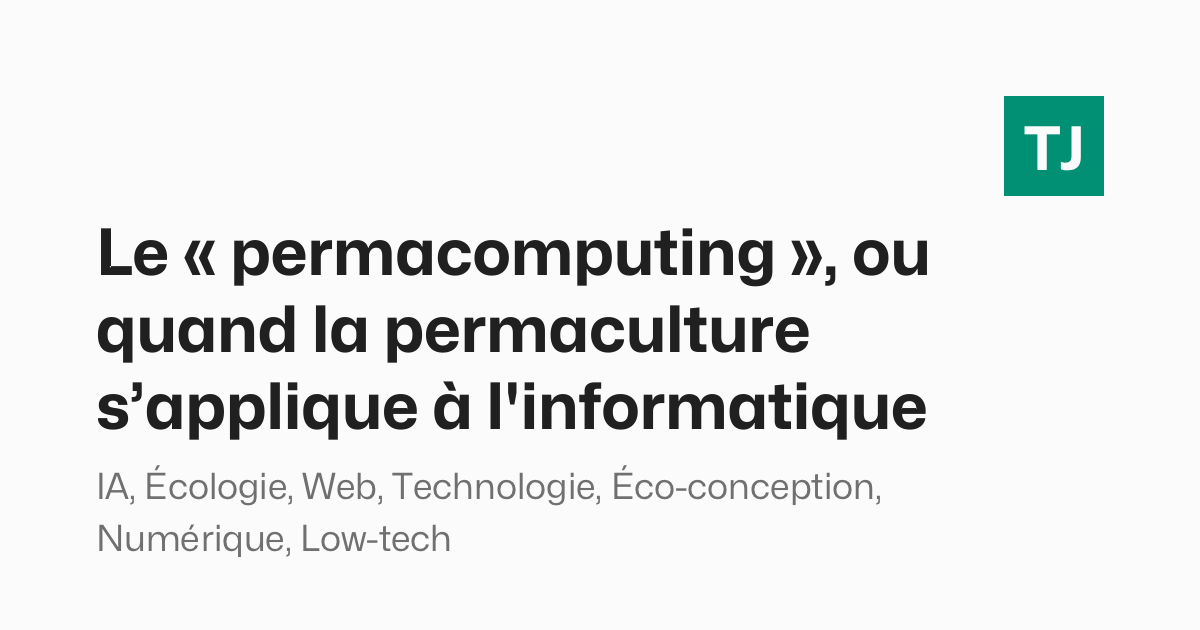 TJ
Le « permacomputing », ou
quand la permaculture
s’applique à l'informatique
IA, Écologie, Web, Technologie, Éco-conception,
Numérique, Low-tech